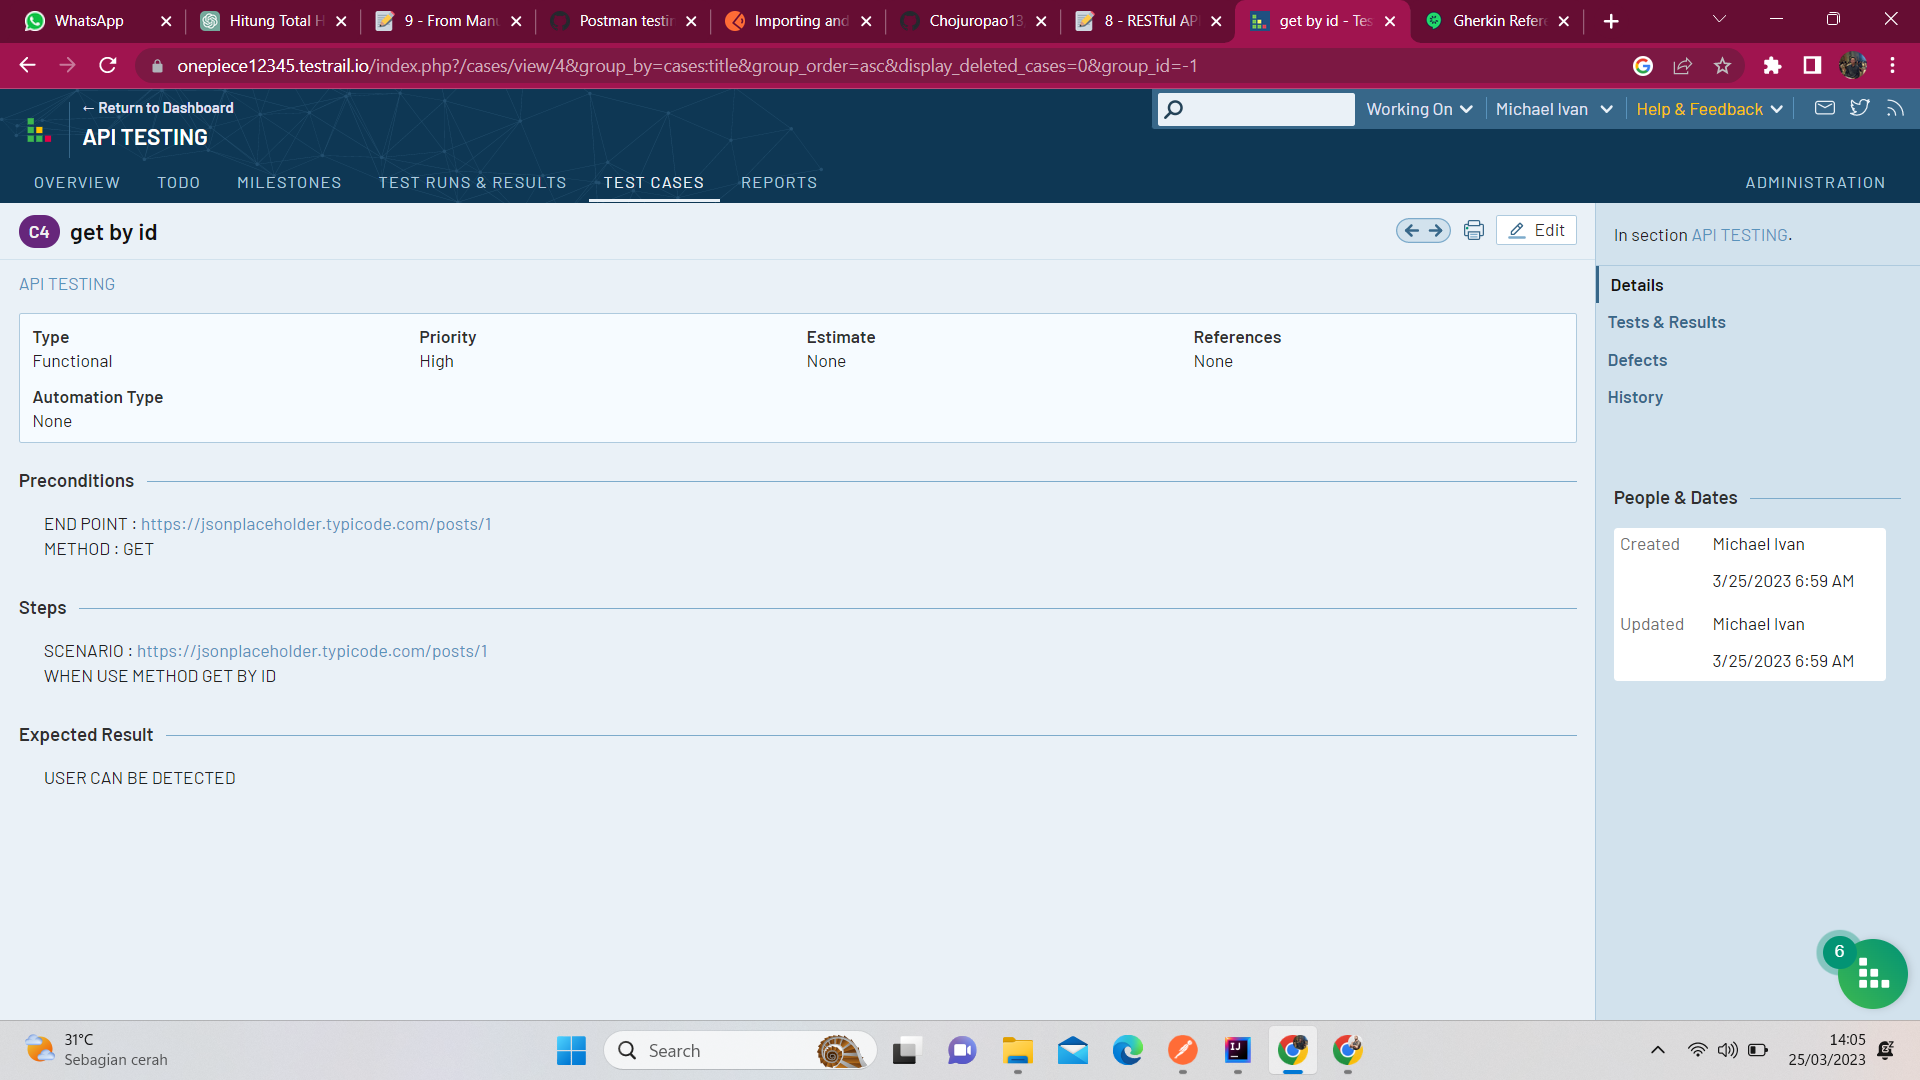 WhatsApp
Hitung Total H
9 - From Manu
Postman testin
Importing and
Chojuropao13
8 - RESTful API
get by id - Tes
Gherkin Refere
onepiece12345.testrail.io/index.php?/cases/view/4&group_by=cases:title&group_order=asc&display_deleted_cases=0&group_id=-1
← Return to Dashboard
API TESTING
Working On
Michael Ivan
Help & Feedback
OVERVIEW
TODO
MILESTONES
TEST RUNS & RESULTS
TEST CASES
REPORTS
ADMINISTRATION
C4
get by id
Edit
In section API TESTING.
API TESTING
Type
Functional
Priority
High
Estimate
None
References
None
Automation Type
None
Details
Tests & Results
Defects
History
Preconditions
END POINT : https://jsonplaceholder.typicode.com/posts/1
METHOD : GET
Steps
SCENARIO : https://jsonplaceholder.typicode.com/posts/1
WHEN USE METHOD GET BY ID
Expected Result
USER CAN BE DETECTED
People & Dates
Created
Michael Ivan
3/25/2023 6:59 AM
Updated
Michael Ivan
3/25/2023 6:59 AM
6
31°C
Sebagian cerah
Search
IJ
14:05
25/03/2023